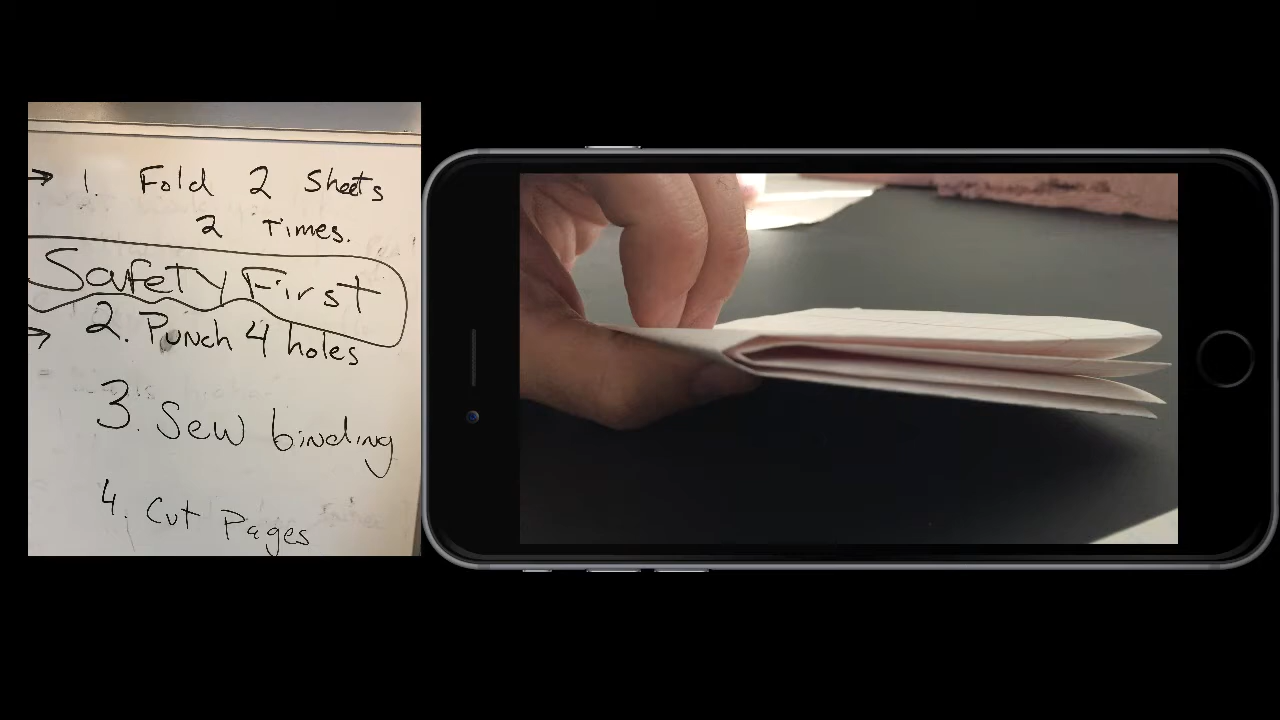 → 1. Fold 2 Sheets
2 Times.
Safety First
→ 2. Punch 4 holes
3. Sew binding
4. Cut Pages